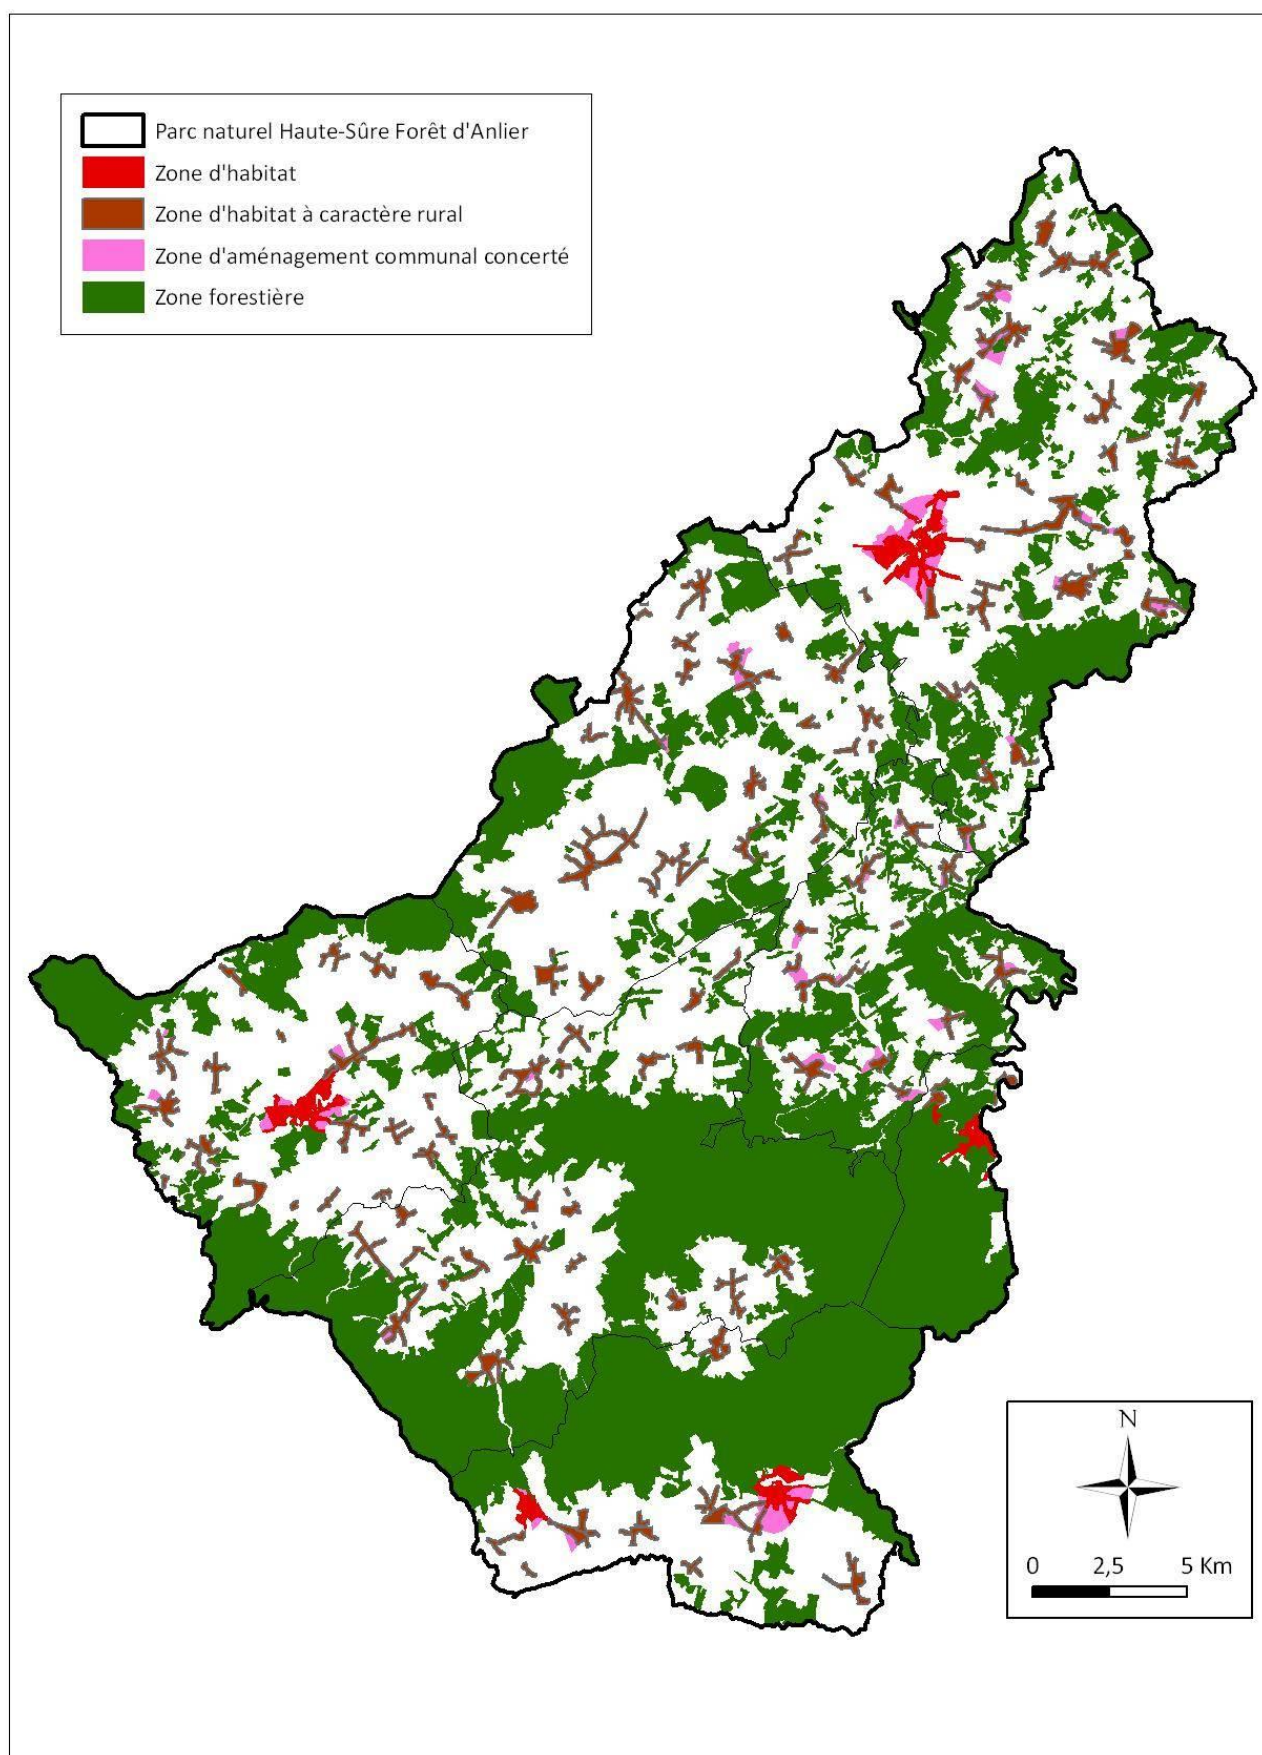 Parc naturel Haute-Sûre Forêt d'Anlier
Zone d'habitat
Zone d'habitat à caractère rural
Zone d'aménagement communal concerté
Zone forestière
N
0 2,5 5 Km